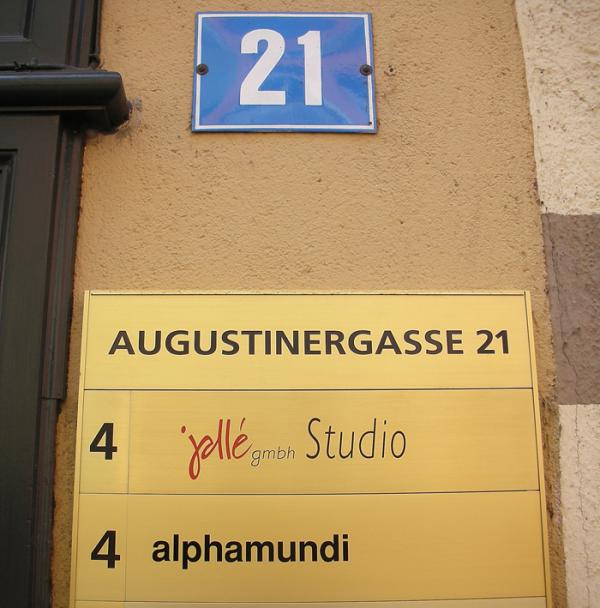 21
AUGUSTINERGASSE 21
4 jallé gmbh Studio
4 alphamundi